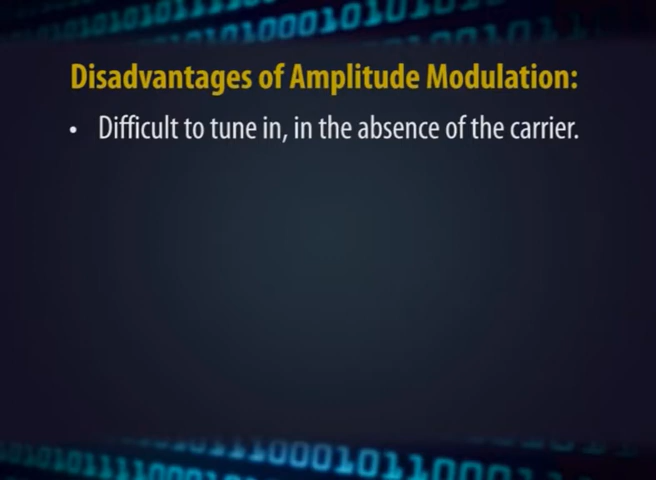 Disadvantages of Amplitude Modulation:
• Difficult to tune in, in the absence of the carrier.